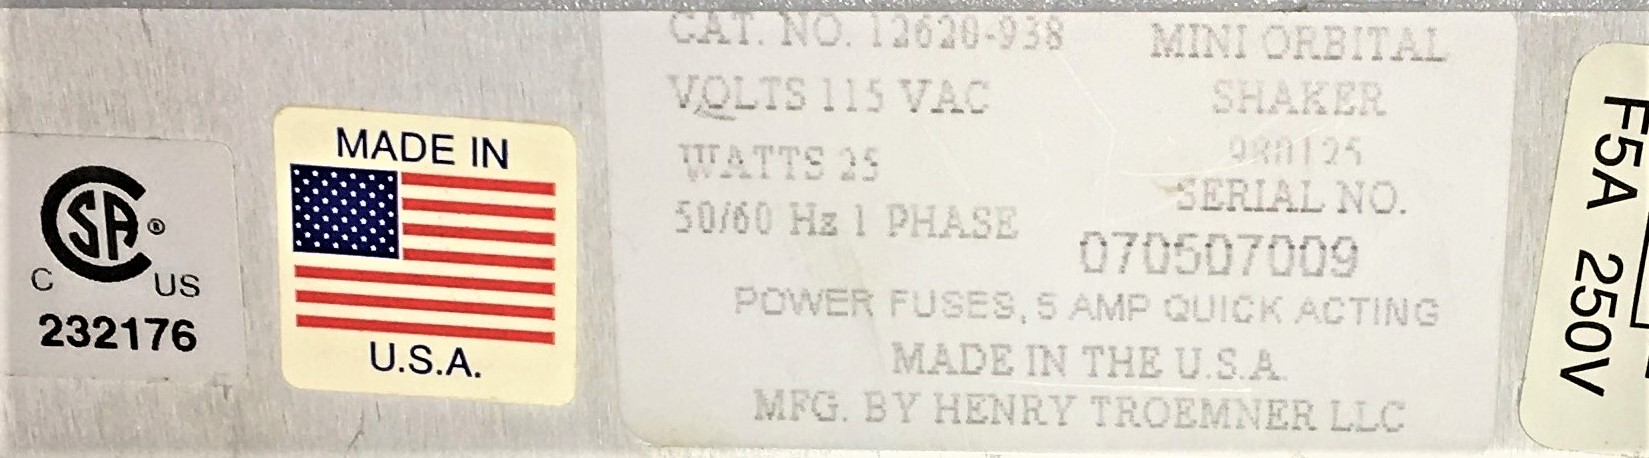 CSA®
C US
232176
MADE IN
U.S.A.
CAT. NO. 12620-938
VOLTS 115 VAC
WATTS 25
50/60 Hz 1 PHASE
MINI ORBITAL
SHAKER
980125
SERIAL NO.
070507009
POWER FUSES, 5 AMP QUICK ACTING
MADE IN THE U.S.A.
MFG. BY HENRY TROEMNER LLC
F5A 250V